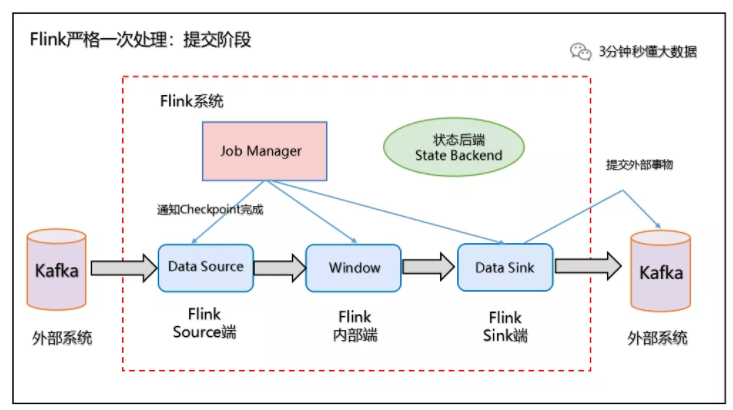 Flink严格一次处理：提交阶段
3分钟秒懂大数据
Flink系统
Job Manager
状态后端
State Backend
提交外部事物
通知Checkpoint完成
Kafka
Data Source
Window
Data Sink
Kafka
外部系统
Flink
Source端
Flink
内部端
Flink
Sink端
外部系统